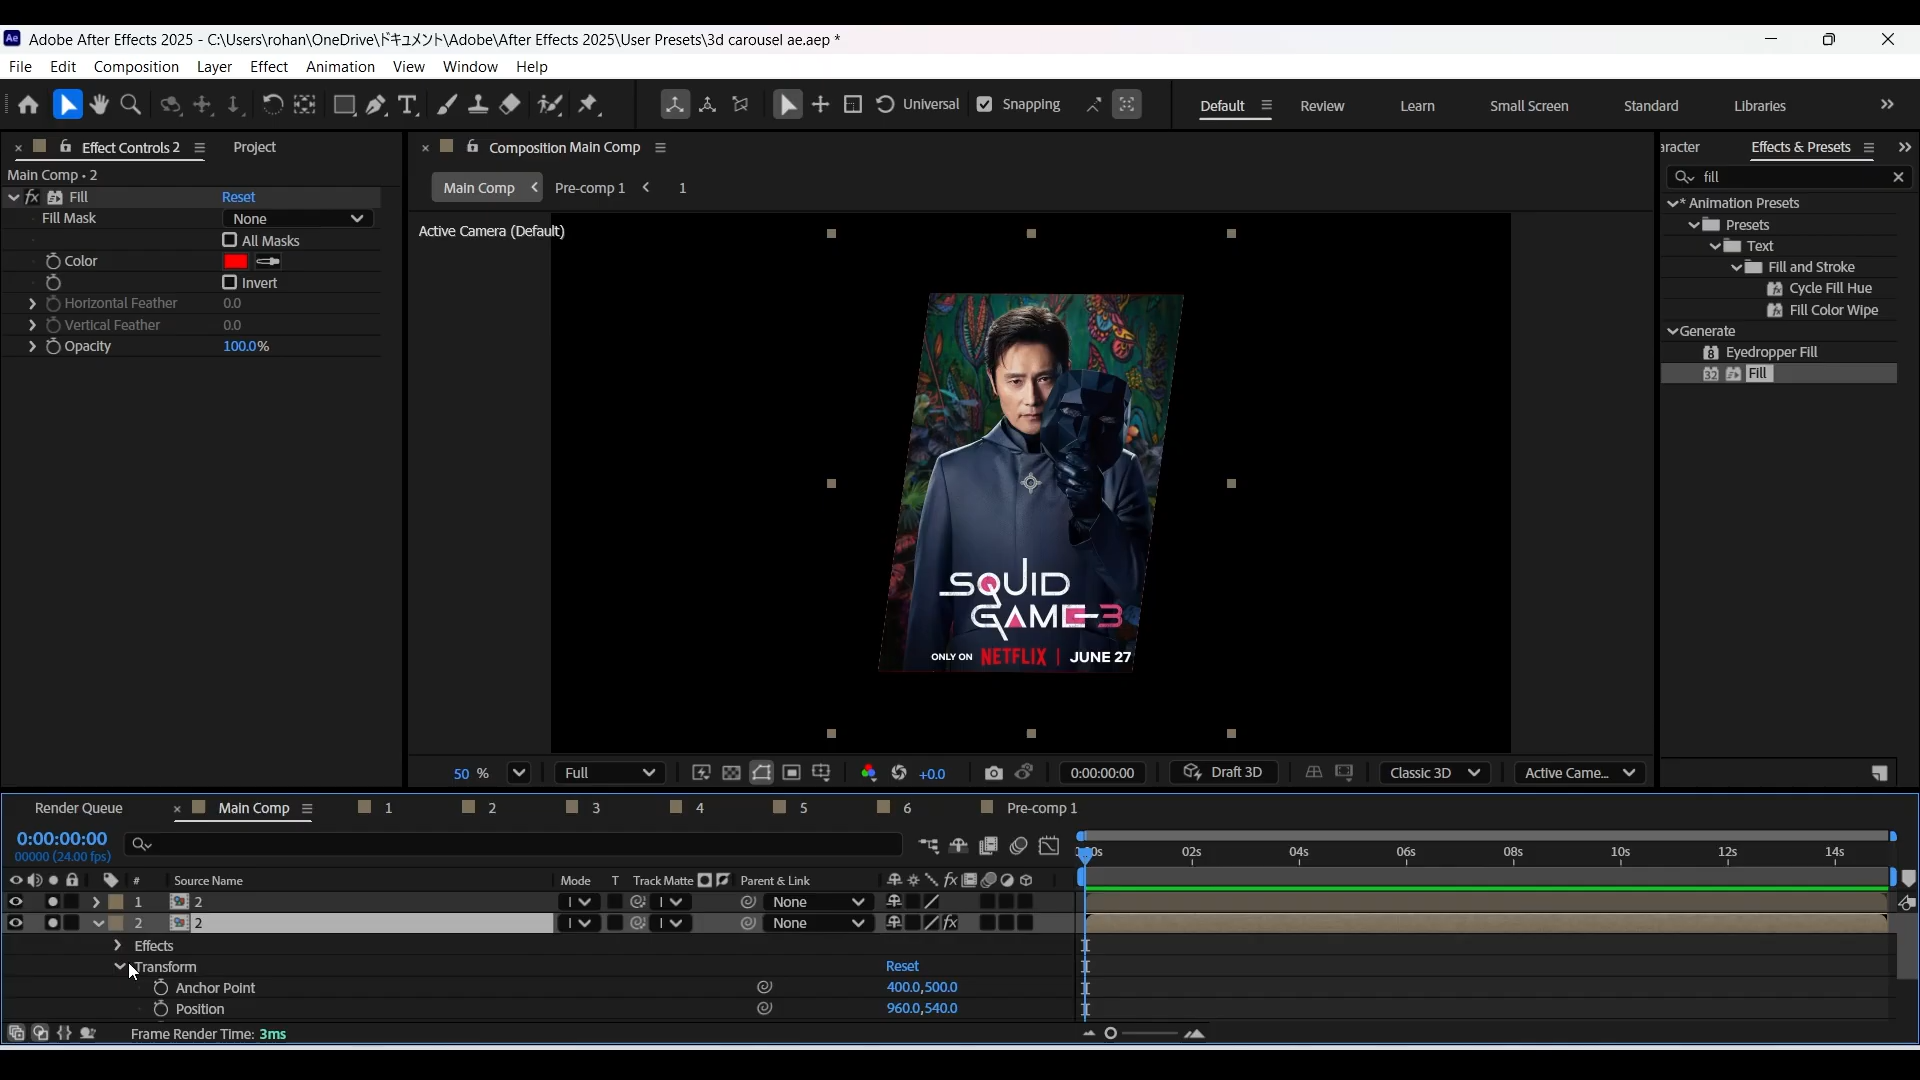 Adobe After Effects 2025 - C:\Users\rohan\OneDrive\ドキュメント\Adobe\After Effects 2025\User Presets\3d carousel ae.aep *
File Edit Composition Layer Effect Animation View Window Help
Universal Snapping Default Review Learn Small Screen Standard Libraries
Effect Controls 2 Project
Main Comp • 2
fx Fill Reset
Fill Mask None
All Masks
Color
Invert
Horizontal Feather 0.0
Vertical Feather 0.0
Opacity 100.0%
Composition Main Comp
Main Comp Pre-comp 1 1
Active Camera (Default)
SQUID
GAME 3
ONLY ON NETFLIX | JUNE 27
50 % Full +0.0 0:00:00:00 Draft 3D Classic 3D Active Came...
aracter Effects & Presets
fill
* Animation Presets
Presets
Text
Fill and Stroke
Cycle Fill Hue
Fill Color Wipe
Generate
Eyedropper Fill
Fill
Render Queue Main Comp 1 2 3 4 5 6 Pre-comp 1
0:00:00:00
00000 (24.00 fps)
02s 04s 06s 08s 10s 12s 14s
# Source Name Mode T Track Matte Parent & Link fx
1 2 None
2 2 None fx
Effects
Transform Reset
Anchor Point 400.0,500.0
Position 960.0,540.0
Frame Render Time: 3ms